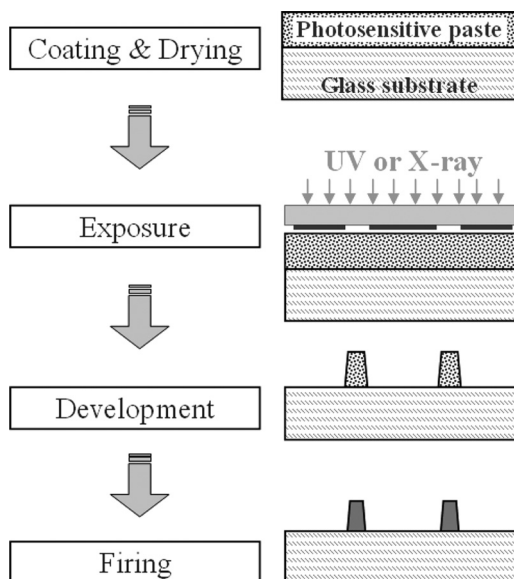 Coating & Drying
Photosensitive paste
Glass substrate
UV or X-ray
Exposure
Development
Firing